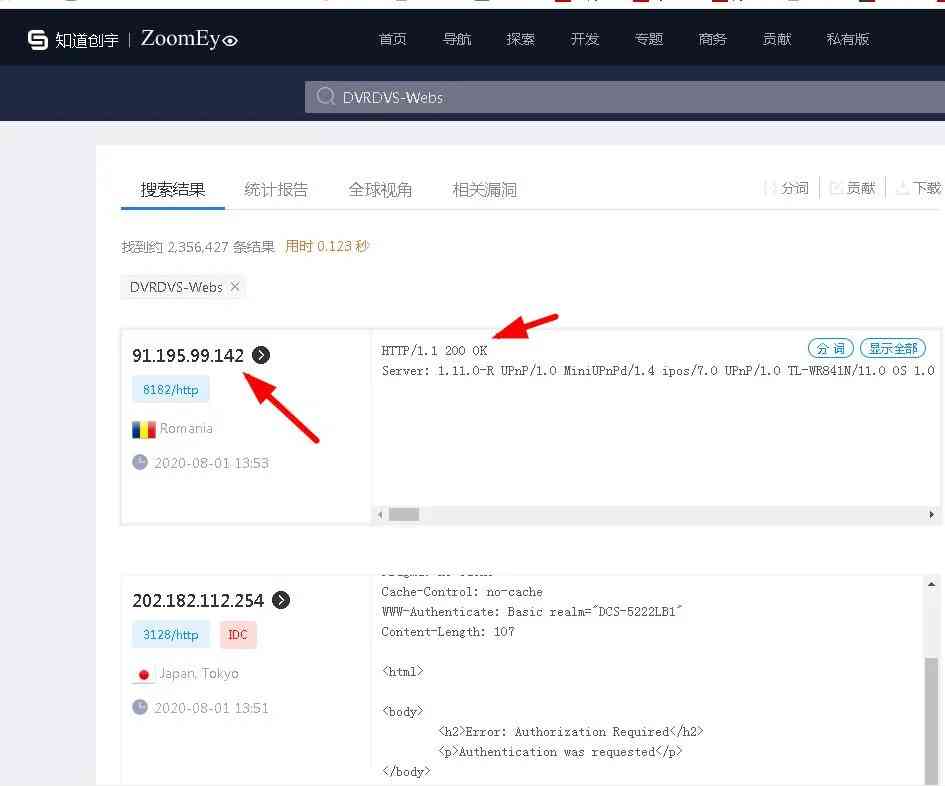 知道创宇 | ZoomEye 首页 导航 探索 开发 专题 商务 贡献 私有版
DVRDVS-Webs
搜索结果 统计报告 全球视角 相关漏洞 分词 贡献 下载
找到约 2,356,427 条结果 用时 0.123 秒
DVRDVS-Webs ×
91.195.99.142
8182/http
Romania
2020-08-01 13:53
HTTP/1.1 200 OK
分 词 显示全部
Server: 1.11.0-R UPnP/1.0 MiniUPnPd/1.4 ipos/7.0 UPnP/1.0 TL-WR841N/11.0 OS 1.0
202.182.112.254
3128/http IDC
Japan, Tokyo
2020-08-01 13:51
Cache-Control: no-cache
WWW-Authenticate: Basic realm="DCS-5222LB1"
Content-Length: 107
<html>
<body>
<h2>Error: Authorization Required</h2>
<p>Authentication was requested</p>
</body>